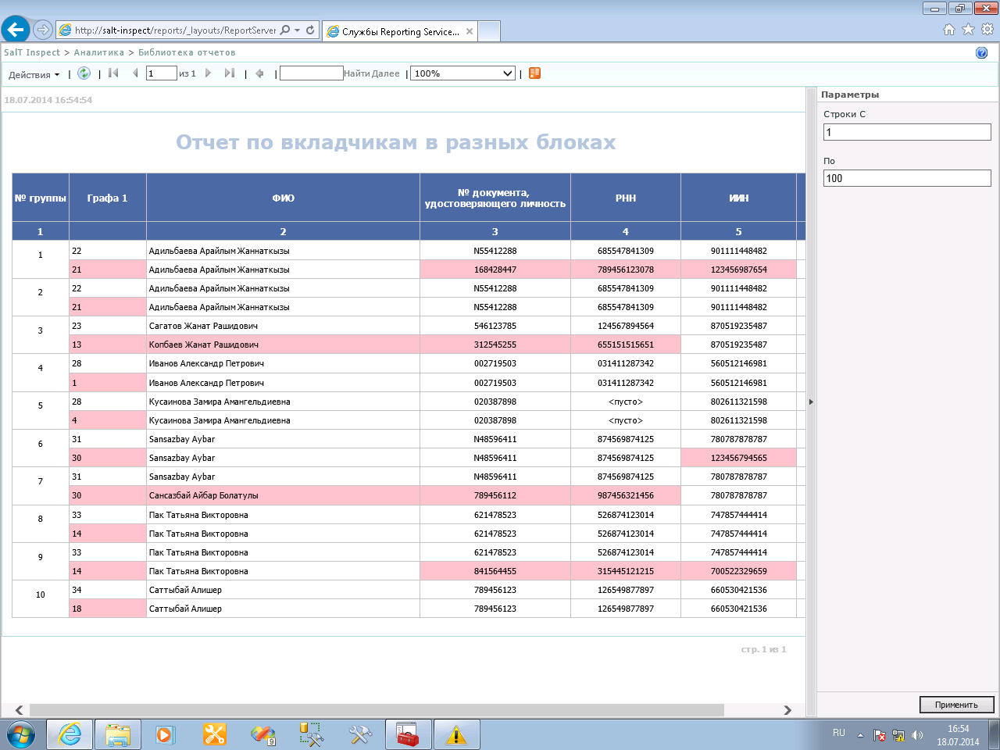 http://salt-inspect/reports/_layouts/ReportServer
Службы Reporting Service...
SalT Inspect > Аналитика > Библиотека отчетов
Действия 1 из 1 Найти Далее 100%
18.07.2014 16:54:54
Параметры
Строки С
1
По
100
Отчет по вкладчикам в разных блоках
№ группы Графа 1 ФИО № документа, удостоверяющего личность РНН ИИН
1 2 3 4 5
1 22 Адильбаева Арайлым Жаннаткызы N55412288 685547841309 901111448482
21 Адильбаева Арайлым Жаннаткызы 168428447 789456123078 123456987654
2 22 Адильбаева Арайлым Жаннаткызы N55412288 685547841309 901111448482
21 Адильбаева Арайлым Жаннаткызы N55412288 685547841309 901111448482
3 23 Сагатов Жанат Рашидович 546123785 124567894564 870519235487
13 Копбаев Жанат Рашидович 312545255 655151515651 870519235487
4 28 Иванов Александр Петрович 002719503 031411287342 560512146981
1 Иванов Александр Петрович 002719503 031411287342 560512146981
5 28 Кусаинова Замира Амангельдиевна 020387898 <пусто> 802611321598
4 Кусаинова Замира Амангельдиевна 020387898 <пусто> 802611321598
6 31 Sansazbay Aybar N48596411 874569874125 780787878787
30 Sansazbay Aybar N48596411 874569874125 123456794565
7 31 Sansazbay Aybar N48596411 874569874125 780787878787
30 Сансазбай Айбар Болатулы 789456112 987456321456 780787878787
8 33 Пак Татьяна Викторовна 621478523 526874123014 747857444414
14 Пак Татьяна Викторовна 621478523 526874123014 747857444414
9 33 Пак Татьяна Викторовна 621478523 526874123014 747857444414
14 Пак Татьяна Викторовна 841564455 315445121215 700522329659
10 34 Саттыбай Алишер 789456123 126549877897 660530421536
18 Саттыбай Алишер 789456123 126549877897 660530421536
стр. 1 из 1
Применить
9
RU
16:54
18.07.2014